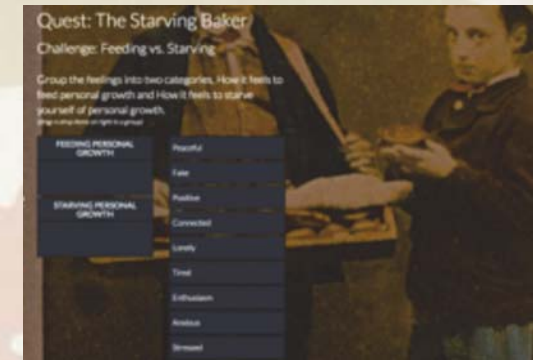 Quest: The Starving Baker
Challenge: Feeding vs. Starving
Group the feelings into two categories, How it feels to
feed personal growth and How it feels to starve
yourself of personal growth.
FEEDING PERSONAL
GROWTH
STARVING PERSONAL
GROWTH
Peaceful
Fake
Positive
Connected
Lonely
Tired
Enthusiasm
Anxious
Stressed